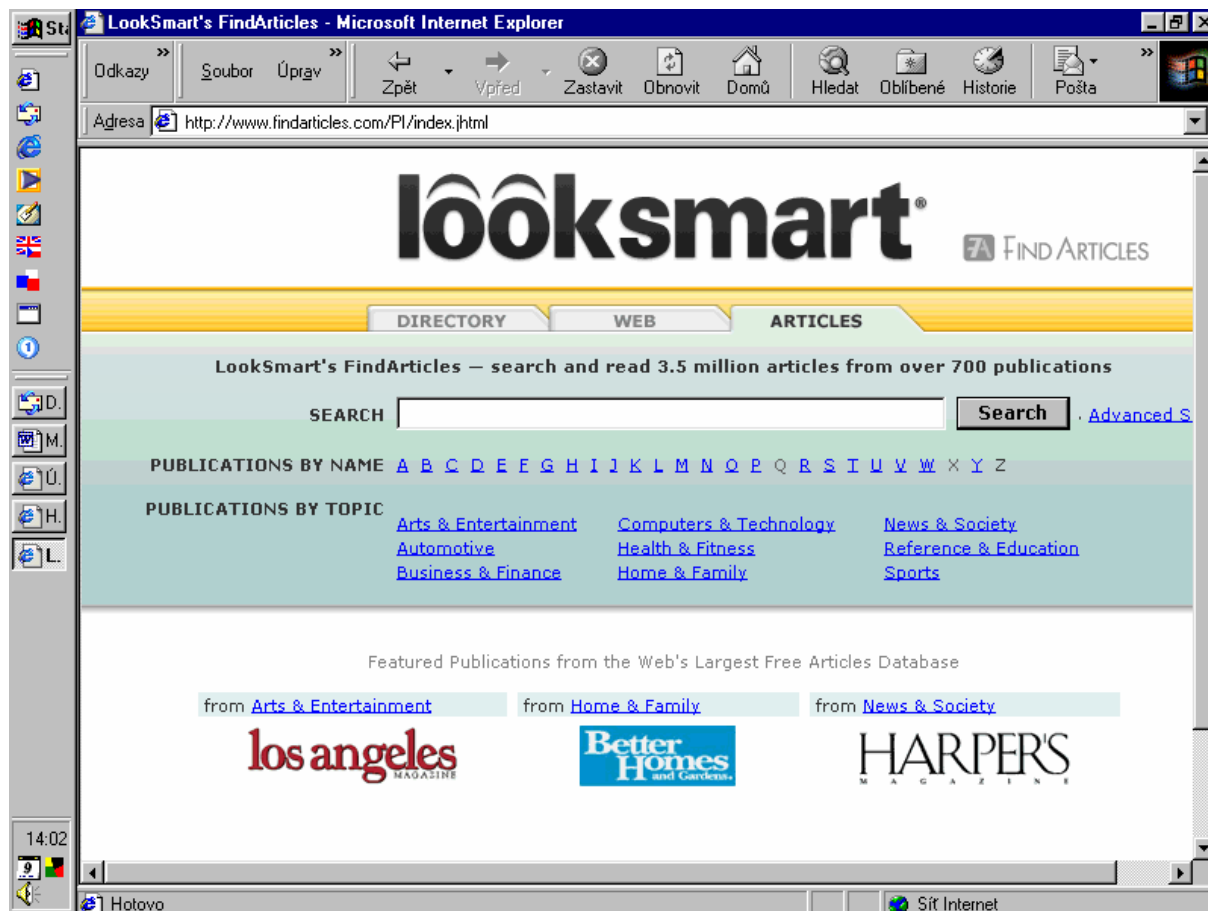 Sta
LookSmart's FindArticles - Microsoft Internet Explorer
Odkazy » Soubor Úprav » Zpět Vpřed Zastavit Obnovit Domů Hledat Oblíbené Historie Pošta »
Adresa http://www.findarticles.com/PI/index.jhtml
looksmart® FA FIND ARTICLES
DIRECTORY WEB ARTICLES
LookSmart's FindArticles — search and read 3.5 million articles from over 700 publications
SEARCH Search . Advanced S
PUBLICATIONS BY NAME A B C D E F G H I J K L M N O P Q R S T U V W X Y Z
PUBLICATIONS BY TOPIC
Arts & Entertainment Computers & Technology News & Society
Automotive Health & Fitness Reference & Education
Business & Finance Home & Family Sports
D.
M.
Ú.
H.
L.
Featured Publications from the Web's Largest Free Articles Database
from Arts & Entertainment from Home & Family from News & Society
los angeles MAGAZINE
Better Homes and Gardens.
HARPER'S MAGAZINE
14:02
9
Hotovo Síť Internet